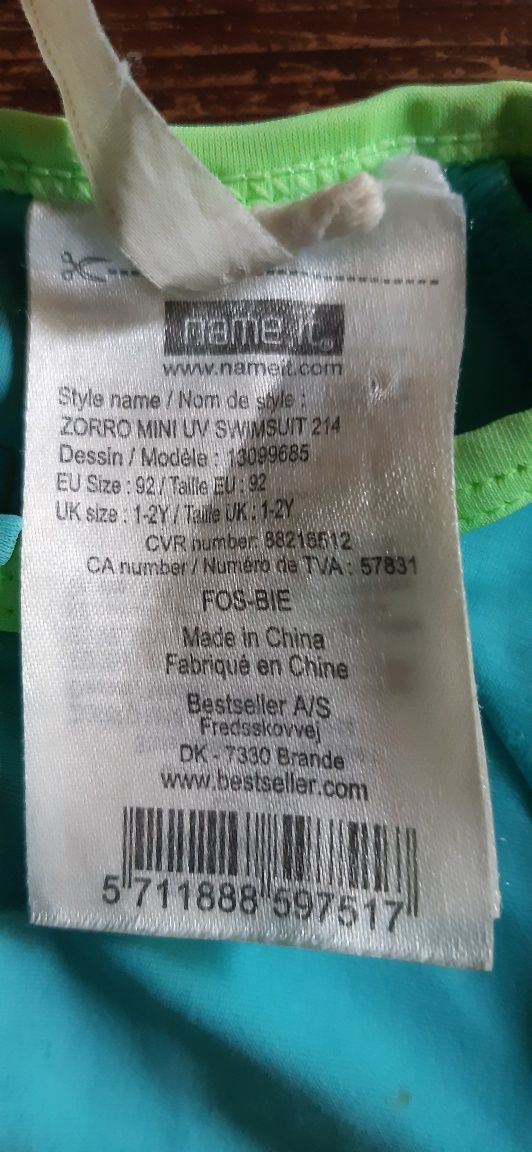 name it
www.nameit.com
Style name / Nom de style :
ZORRO MINI UV SWIMSUIT 214
Dessin / Modèle : 13099685
EU Size : 92 / Taille EU : 92
UK size : 1-2Y / Taille UK : 1-2Y
CVR number: 88216512
CA number / Numéro de TVA : 57831
FOS-BIE
Made in China
Fabriqué en Chine
Bestseller A/S
Fredsskovvej
DK - 7330 Brande
www.bestseller.com
5 711888 597517